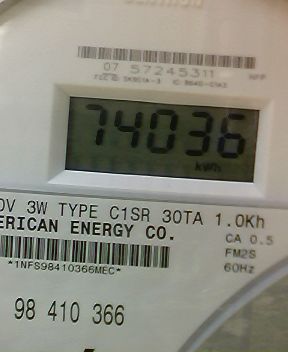 07 57245311
74036
kWh
3W TYPE C1SR 30TA 1.0Kh
ERICAN ENERGY CO.
CA 0.5
FM2S
60Hz
*1NFS98410366MEC*
98 410 366